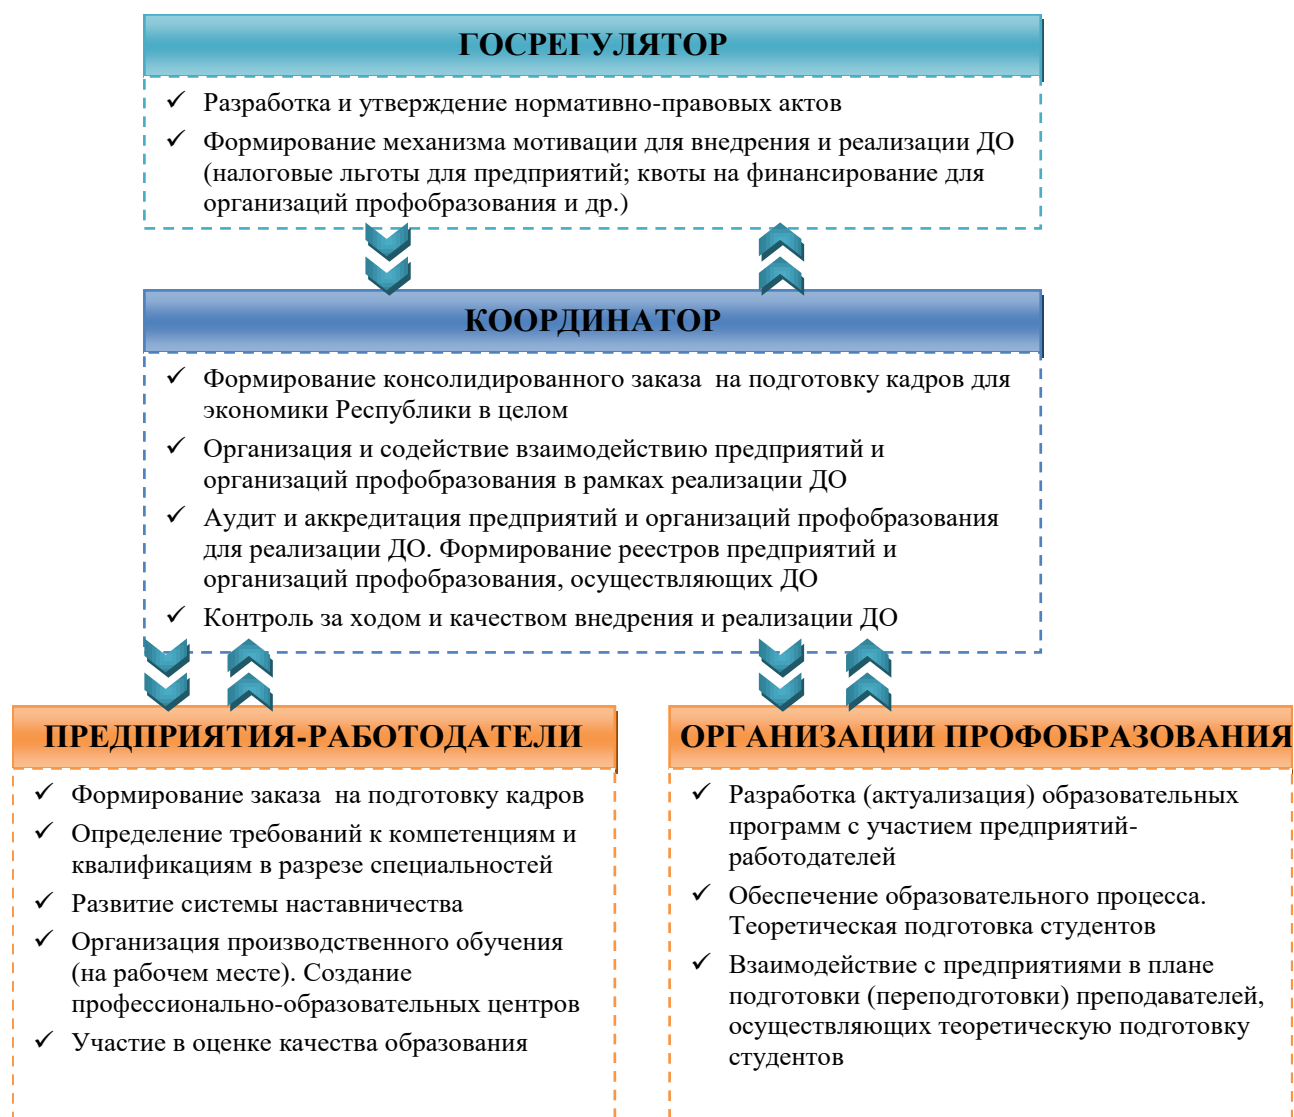 ГОСРЕГУЛЯТОР
✓ Разработка и утверждение нормативно-правовых актов
✓ Формирование механизма мотивации для внедрения и реализации ДО
(налоговые льготы для предприятий; квоты на финансирование для
организаций профобразования и др.)
КООРДИНАТОР
✓ Формирование консолидированного заказа на подготовку кадров для
экономики Республики в целом
✓ Организация и содействие взаимодействию предприятий и
организаций профобразования в рамках реализации ДО
✓ Аудит и аккредитация предприятий и организаций профобразования
для реализации ДО. Формирование реестров предприятий и
организаций профобразования, осуществляющих ДО
✓ Контроль за ходом и качеством внедрения и реализации ДО
ПРЕДПРИЯТИЯ-РАБОТОДАТЕЛИ
✓ Формирование заказа на подготовку кадров
✓ Определение требований к компетенциям и
квалификациям в разрезе специальностей
✓ Развитие системы наставничества
✓ Организация производственного обучения
(на рабочем месте). Создание
профессионально-образовательных центров
✓ Участие в оценке качества образования
ОРГАНИЗАЦИИ ПРОФОБРАЗОВАНИЯ
✓ Разработка (актуализация) образовательных
программ с участием предприятий-
работодателей
✓ Обеспечение образовательного процесса.
Теоретическая подготовка студентов
✓ Взаимодействие с предприятиями в плане
подготовки (переподготовки) преподавателей,
осуществляющих теоретическую подготовку
студентов